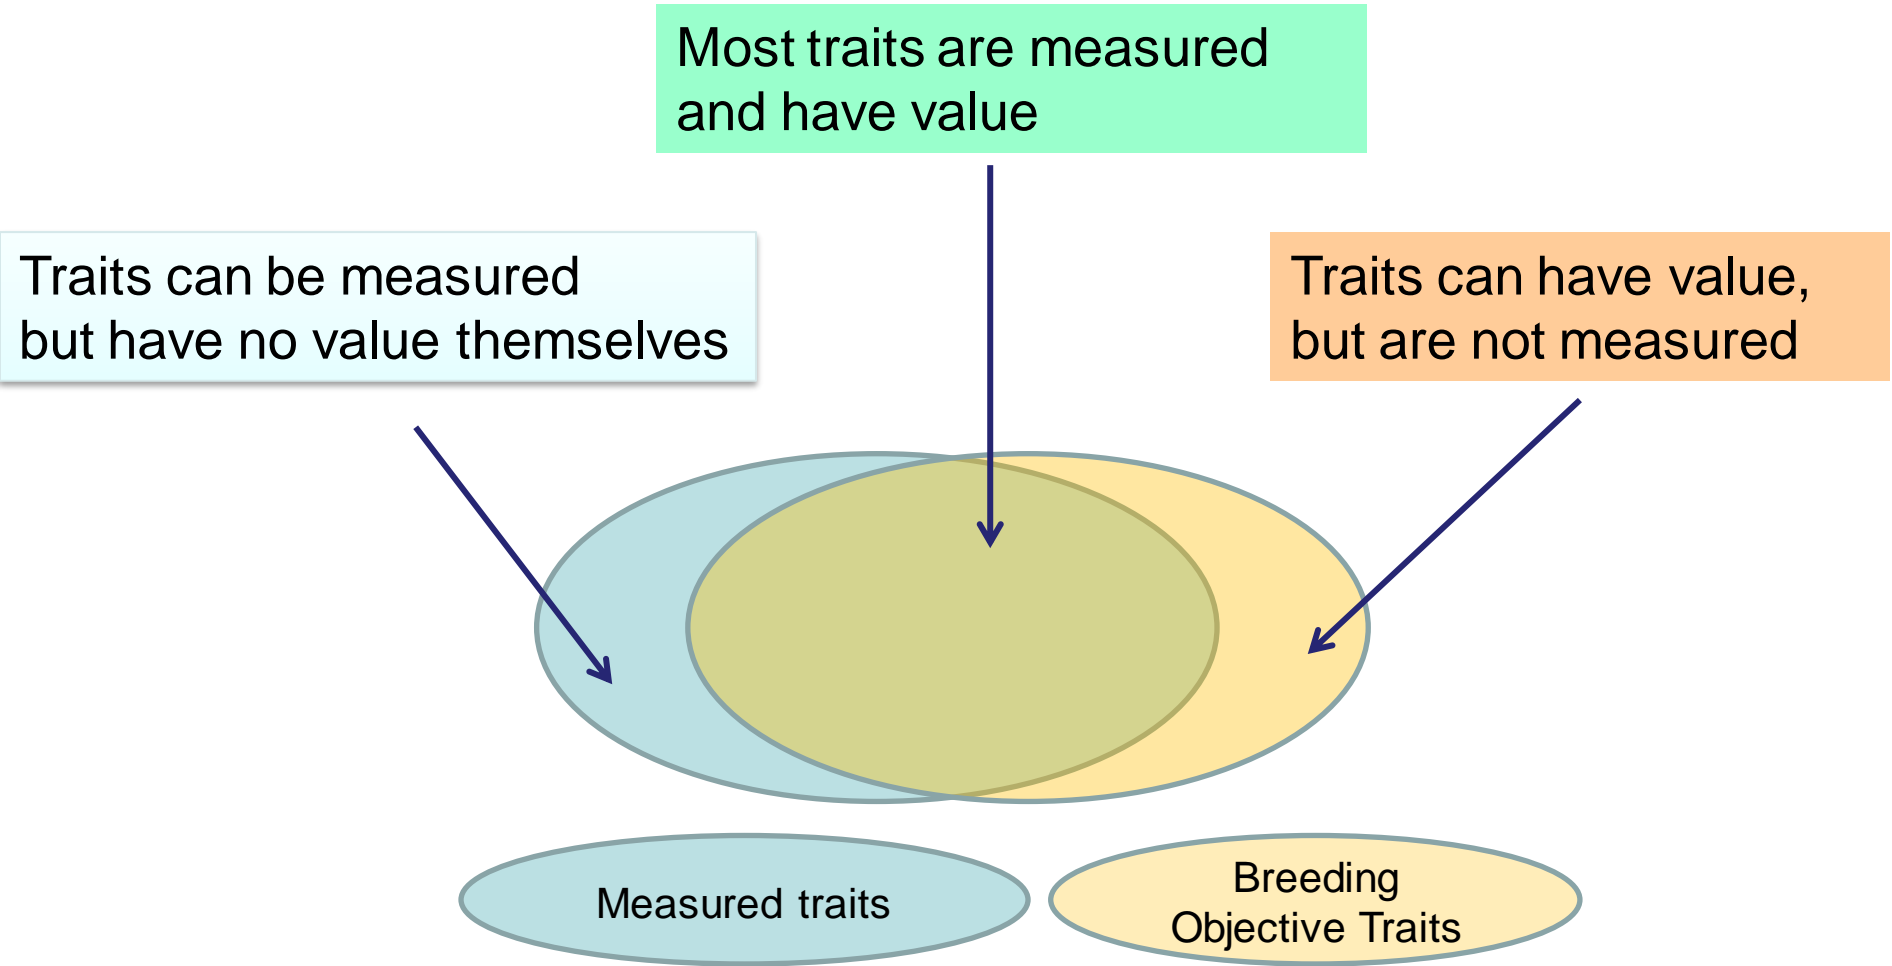 Most traits are measured
and have value
Traits can be measured
but have no value themselves
Traits can have value,
but are not measured
Measured traits
Breeding
Objective Traits